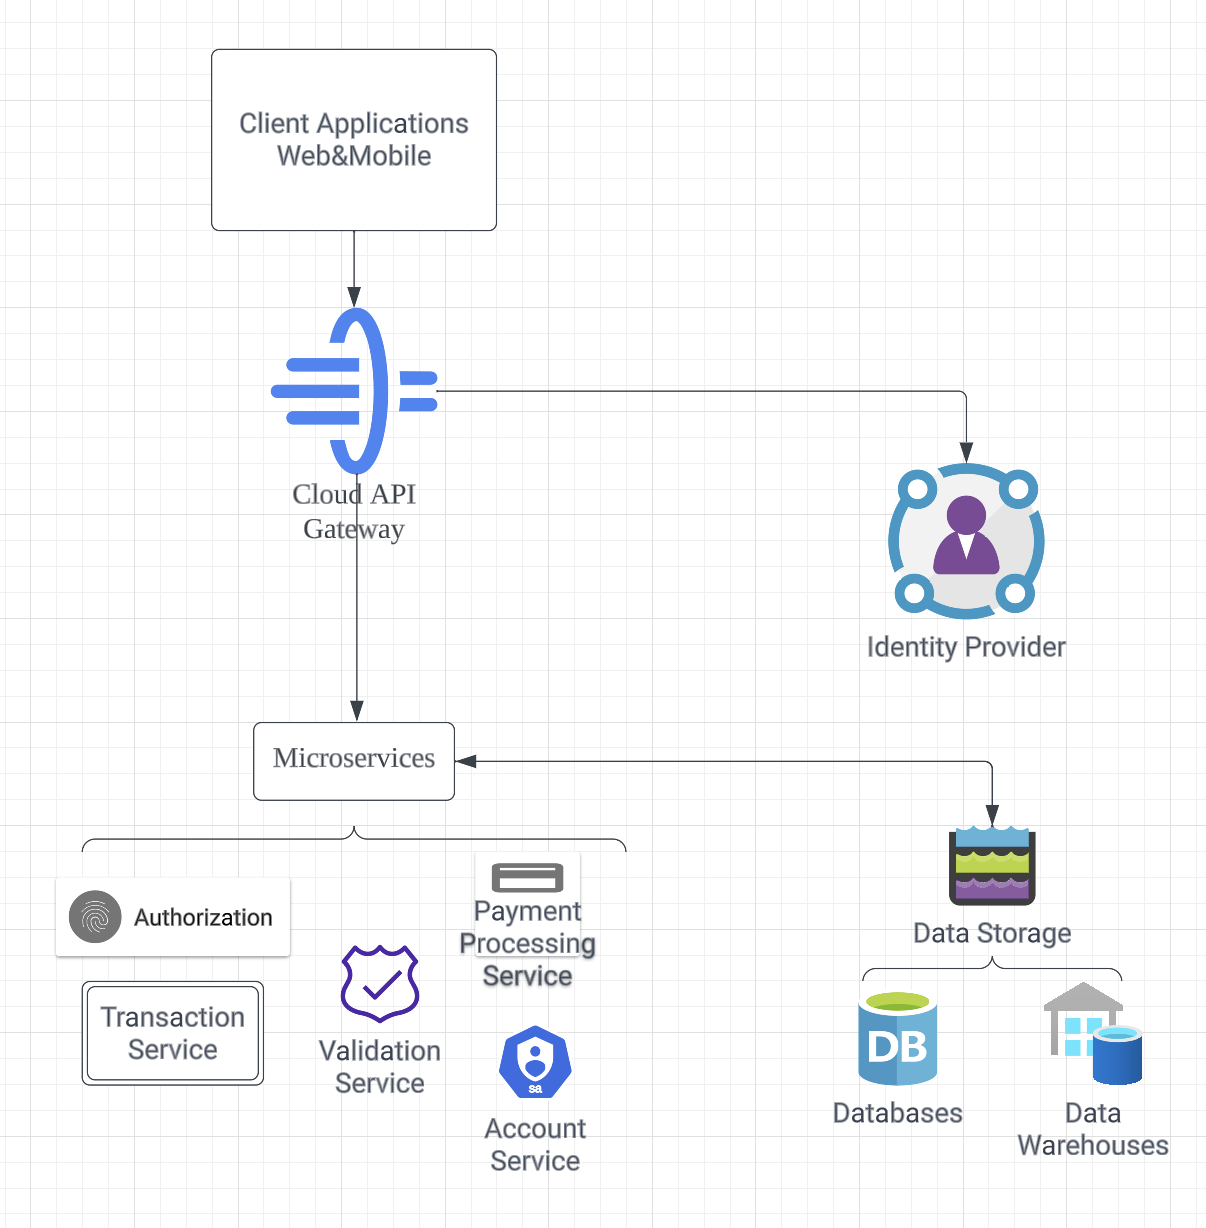 Client Applications
Web&Mobile
Cloud API
Gateway
Identity Provider
Microservices
Authorization
Payment
Processing
Service
Transaction
Service
Validation
Service
sa
Account
Service
Data Storage
DB
Databases
Data
Warehouses